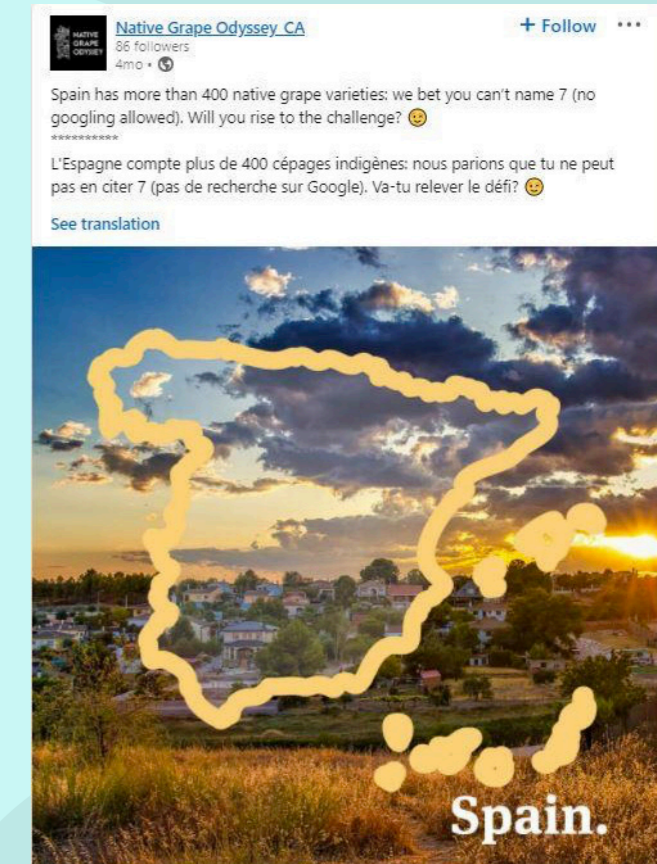 NATIVE
GRAPE
ODYSSEY
Native Grape Odyssey_CA
+ Follow
86 followers
4mo •
Spain has more than 400 native grape varieties: we bet you can't name 7 (no
googling allowed). Will you rise to the challenge? 😉
**********
L'Espagne compte plus de 400 cépages indigènes: nous parions que tu ne peut
pas en citer 7 (pas de recherche sur Google). Va-tu relever le défi? 😉
See translation
Spain.